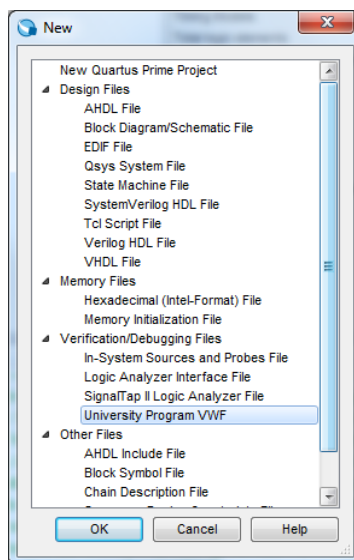 New
New Quartus Prime Project
Design Files
AHDL File
Block Diagram/Schematic File
EDIF File
Qsys System File
State Machine File
SystemVerilog HDL File
Tcl Script File
Verilog HDL File
VHDL File
Memory Files
Hexadecimal (Intel-Format) File
Memory Initialization File
Verification/Debugging Files
In-System Sources and Probes File
Logic Analyzer Interface File
SignalTap II Logic Analyzer File
University Program VWF
Other Files
AHDL Include File
Block Symbol File
Chain Description File
OK Cancel Help